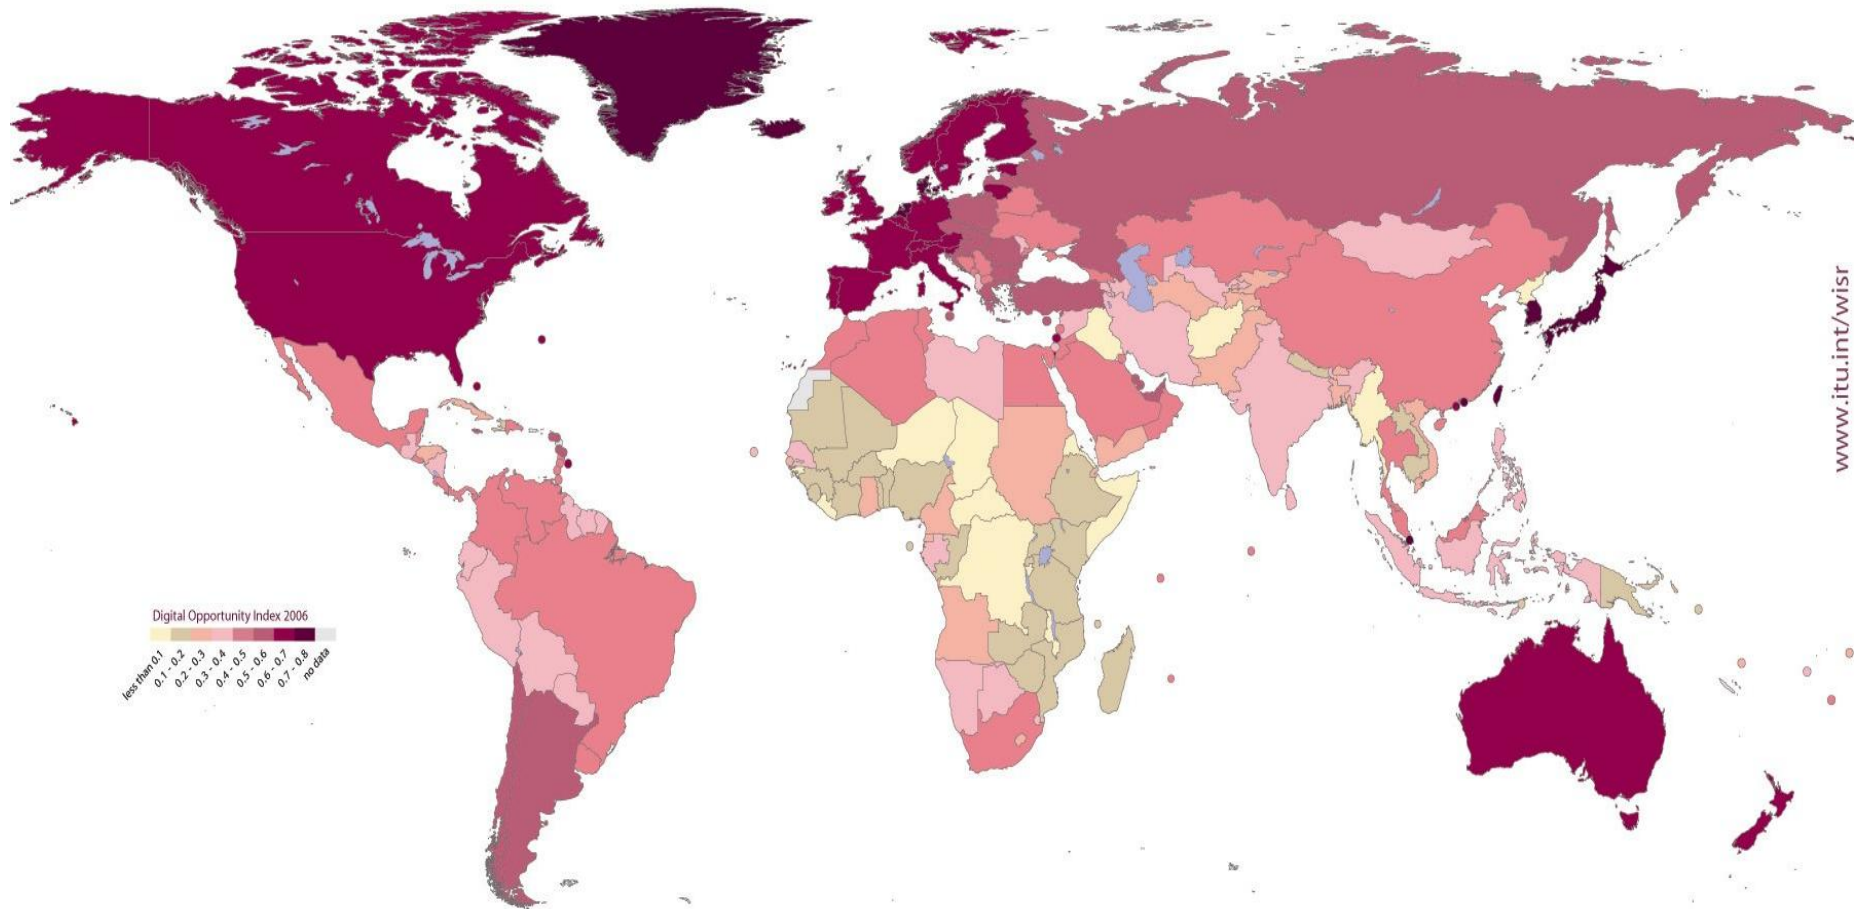 Digital Opportunity Index 2006
less than 0.1
0.1 - 0.2
0.2 - 0.3
0.3 - 0.4
0.4 - 0.5
0.5 - 0.6
0.6 - 0.7
0.7 - 0.8
no data
www.itu.int/wisr